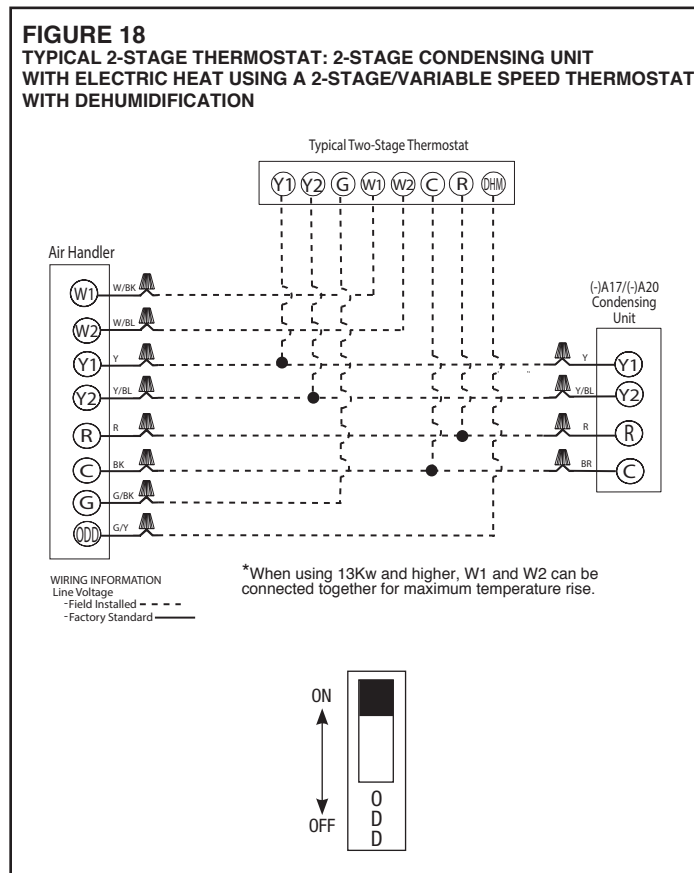 FIGURE 18
TYPICAL 2-STAGE THERMOSTAT: 2-STAGE CONDENSING UNIT
WITH ELECTRIC HEAT USING A 2-STAGE/VARIABLE SPEED THERMOSTAT
WITH DEHUMIDIFICATION
Typical Two-Stage Thermostat
Y1 Y2 G W1 W2 C R DHM
Air Handler
W1 W/BK
W2 W/BL
Y1 Y
Y2 Y/BL
R R
C BK
G G/BK
ODD G/Y
(-)A17/(-)A20
Condensing
Unit
Y Y1
Y/BL Y2
R R
BR C
WIRING INFORMATION
Line Voltage
-Field Installed
-Factory Standard
*When using 13Kw and higher, W1 and W2 can be
connected together for maximum temperature rise.
ON
OFF
O
D
D